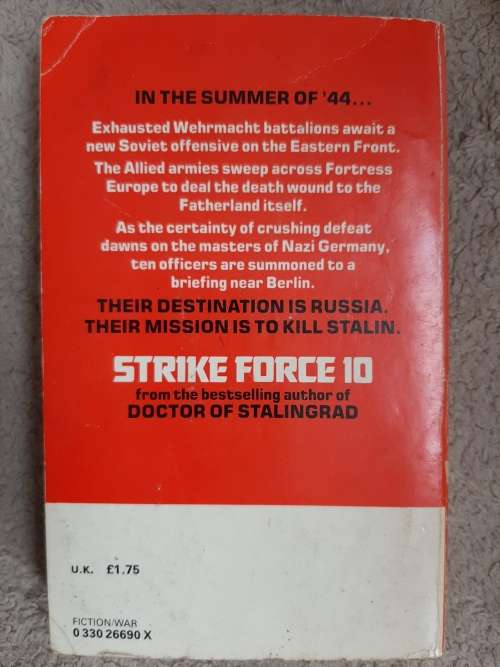 IN THE SUMMER OF '44...
Exhausted Wehrmacht battalions await a
new Soviet offensive on the Eastern Front.
The Allied armies sweep across Fortress
Europe to deal the death wound to the
Fatherland itself.
As the certainty of crushing defeat
dawns on the masters of Nazi Germany,
ten officers are summoned to a
briefing near Berlin.
THEIR DESTINATION IS RUSSIA.
THEIR MISSION IS TO KILL STALIN.
STRIKE FORCE 10
from the bestselling author of
DOCTOR OF STALINGRAD
U.K. £1.75
FICTION/WAR
0 330 26690 X